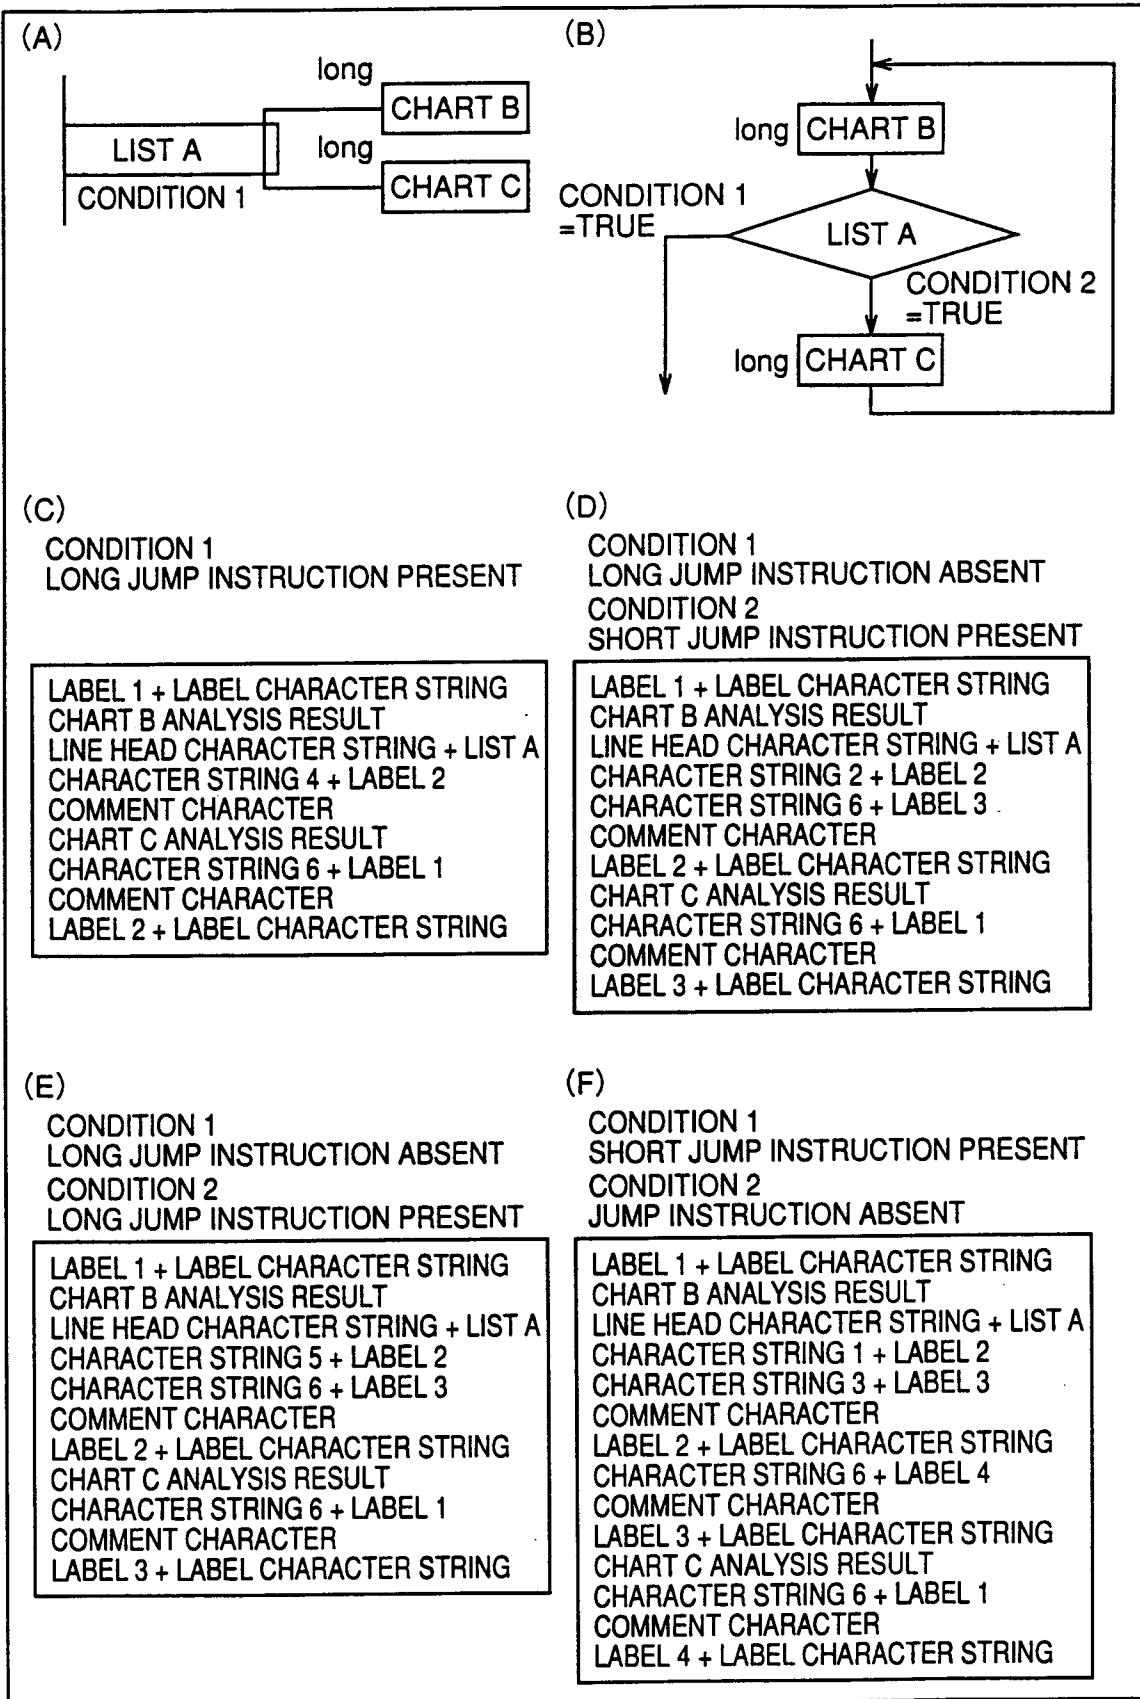 (A)
long
CHART B
LIST A
long
CHART C
CONDITION 1
(B)
long
CHART B
CONDITION 1
=TRUE
LIST A
CONDITION 2
=TRUE
long
CHART C
(C)
CONDITION 1
LONG JUMP INSTRUCTION PRESENT
LABEL 1 + LABEL CHARACTER STRING
CHART B ANALYSIS RESULT
LINE HEAD CHARACTER STRING + LIST A
CHARACTER STRING 4 + LABEL 2
COMMENT CHARACTER
CHART C ANALYSIS RESULT
CHARACTER STRING 6 + LABEL 1
COMMENT CHARACTER
LABEL 2 + LABEL CHARACTER STRING
(D)
CONDITION 1
LONG JUMP INSTRUCTION ABSENT
CONDITION 2
SHORT JUMP INSTRUCTION PRESENT
LABEL 1 + LABEL CHARACTER STRING
CHART B ANALYSIS RESULT
LINE HEAD CHARACTER STRING + LIST A
CHARACTER STRING 2 + LABEL 2
CHARACTER STRING 6 + LABEL 3
COMMENT CHARACTER
LABEL 2 + LABEL CHARACTER STRING
CHART C ANALYSIS RESULT
CHARACTER STRING 6 + LABEL 1
COMMENT CHARACTER
LABEL 3 + LABEL CHARACTER STRING
(E)
CONDITION 1
LONG JUMP INSTRUCTION ABSENT
CONDITION 2
LONG JUMP INSTRUCTION PRESENT
LABEL 1 + LABEL CHARACTER STRING
CHART B ANALYSIS RESULT
LINE HEAD CHARACTER STRING + LIST A
CHARACTER STRING 5 + LABEL 2
CHARACTER STRING 6 + LABEL 3
COMMENT CHARACTER
LABEL 2 + LABEL CHARACTER STRING
CHART C ANALYSIS RESULT
CHARACTER STRING 6 + LABEL 1
COMMENT CHARACTER
LABEL 3 + LABEL CHARACTER STRING
(F)
CONDITION 1
SHORT JUMP INSTRUCTION PRESENT
CONDITION 2
JUMP INSTRUCTION ABSENT
LABEL 1 + LABEL CHARACTER STRING
CHART B ANALYSIS RESULT
LINE HEAD CHARACTER STRING + LIST A
CHARACTER STRING 1 + LABEL 2
CHARACTER STRING 3 + LABEL 3
COMMENT CHARACTER
LABEL 2 + LABEL CHARACTER STRING
CHARACTER STRING 6 + LABEL 4
COMMENT CHARACTER
LABEL 3 + LABEL CHARACTER STRING
CHART C ANALYSIS RESULT
CHARACTER STRING 6 + LABEL 1
COMMENT CHARACTER
LABEL 4 + LABEL CHARACTER STRING